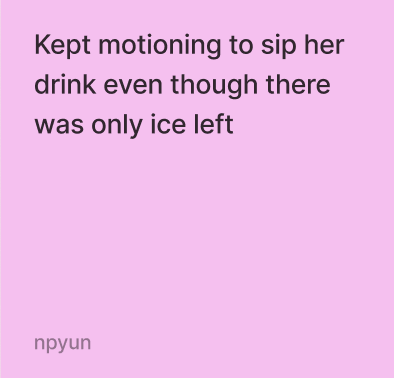 Kept motioning to sip her
drink even though there
was only ice left
npyun